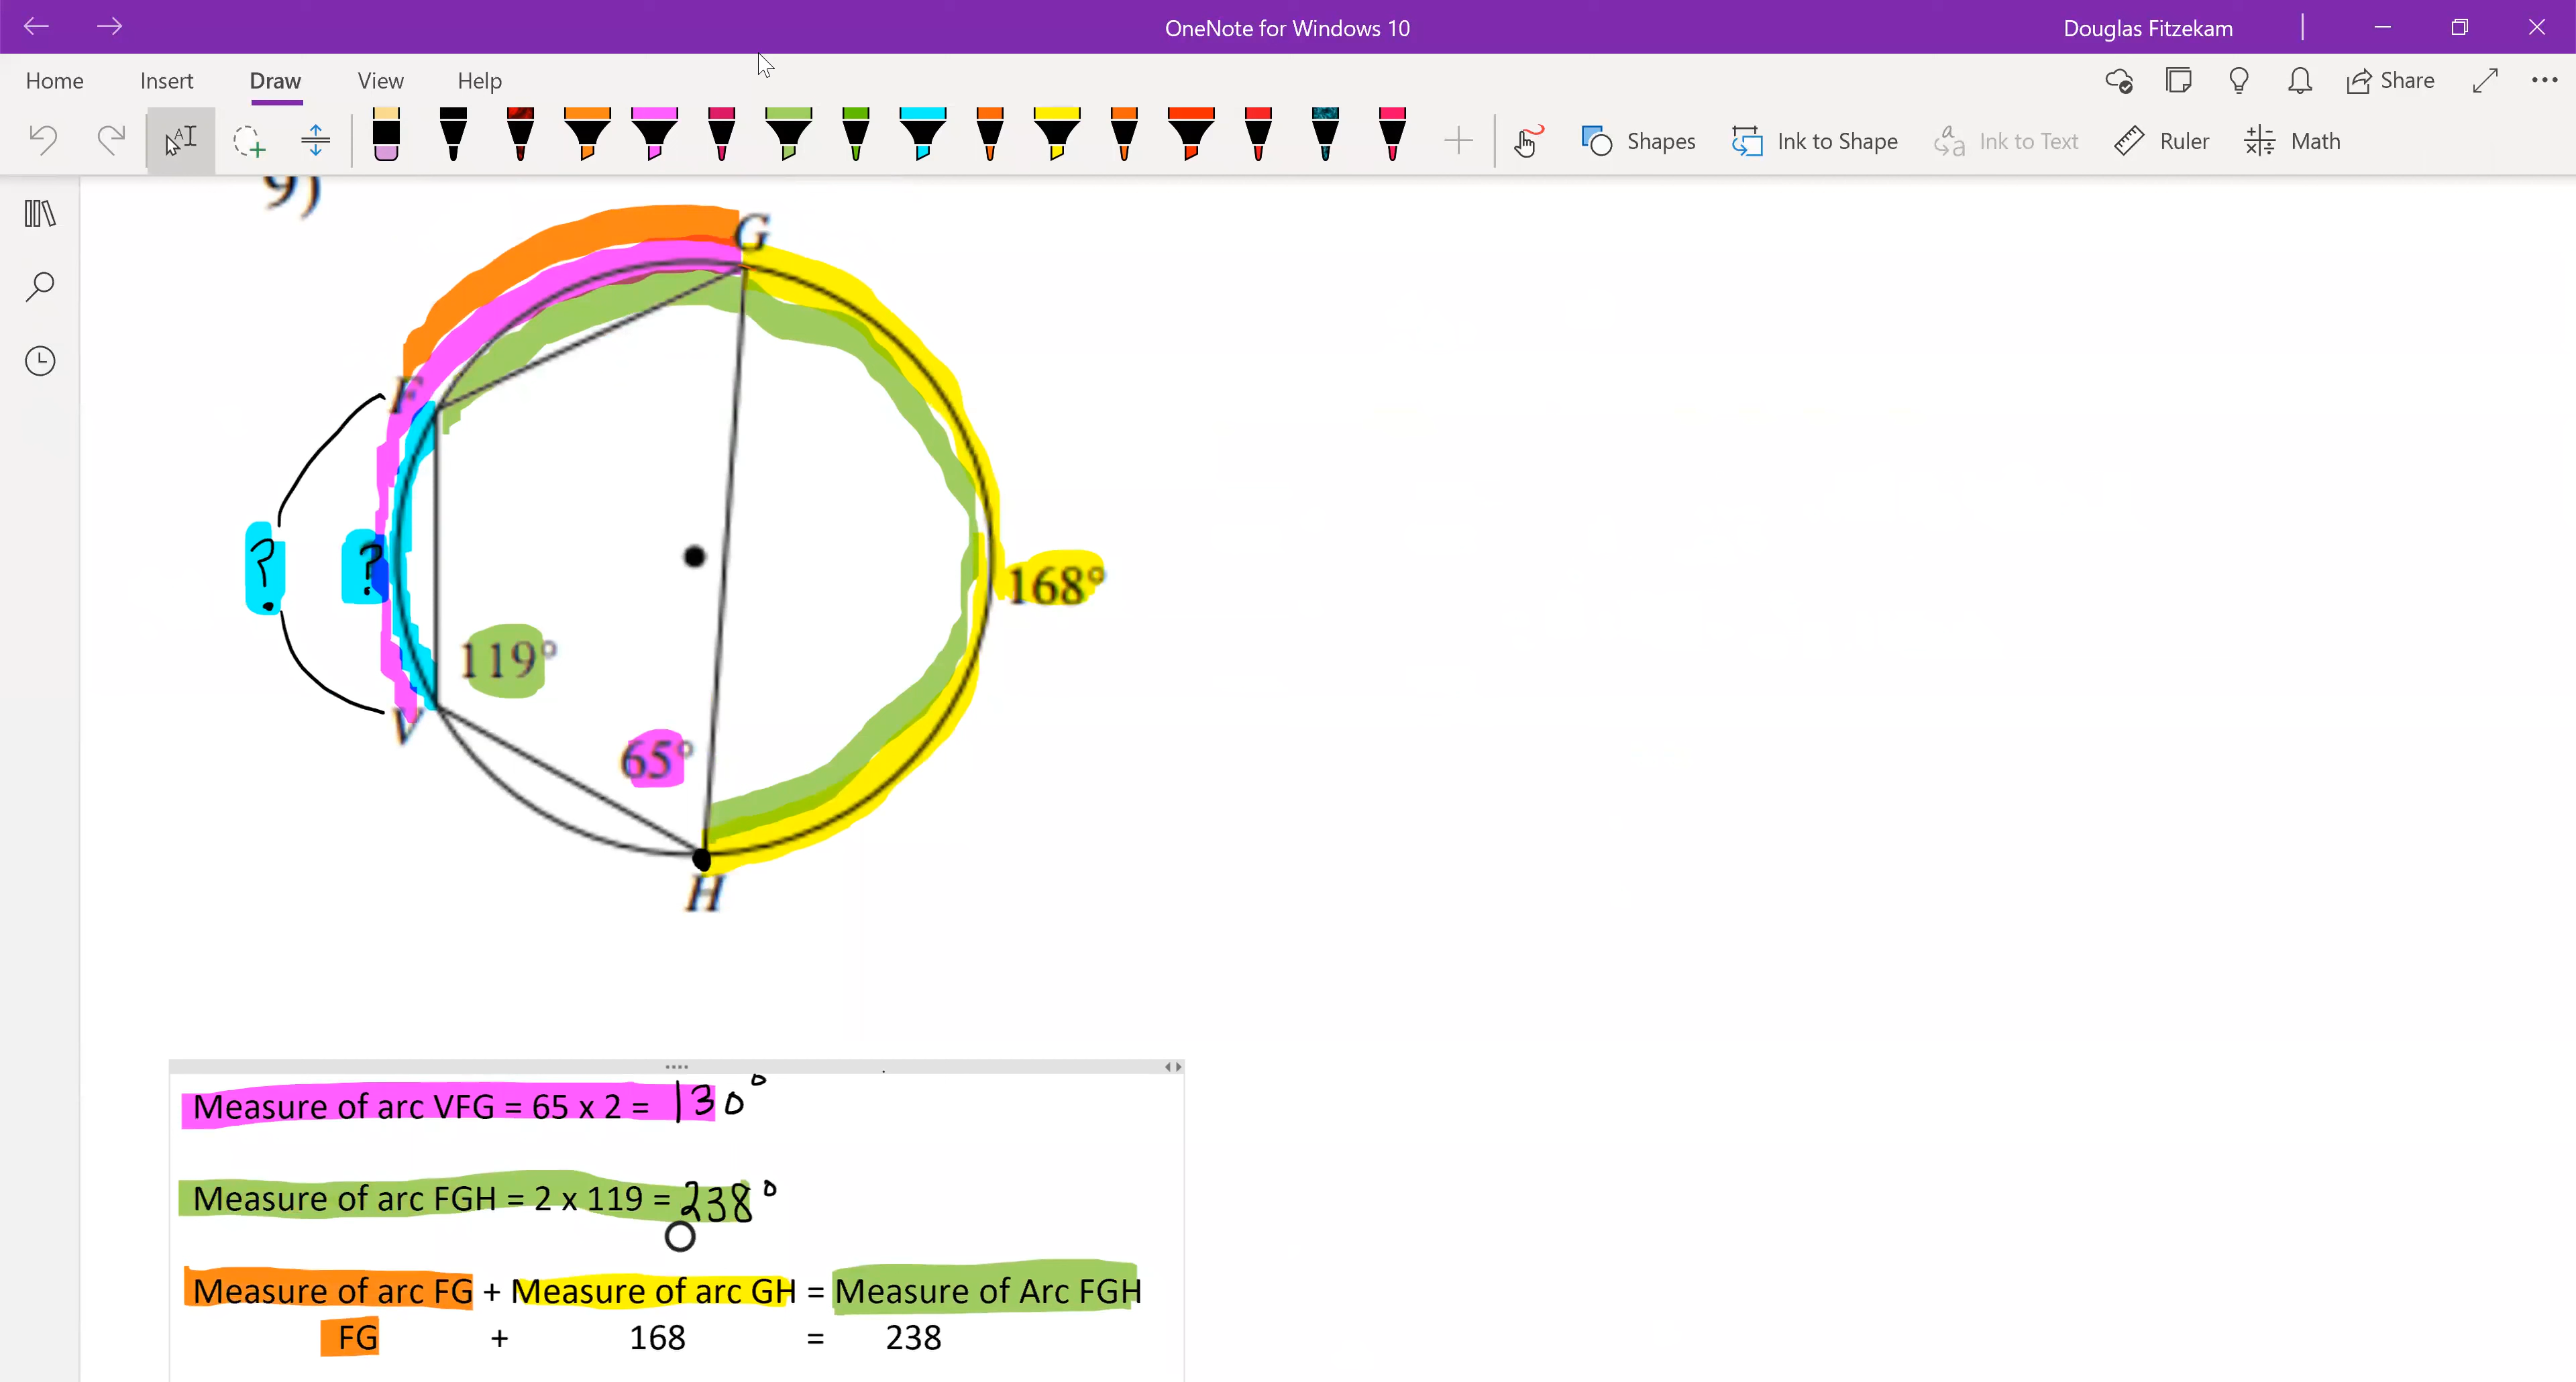 OneNote for Windows 10 Douglas Fitzekam
Home Insert Draw View Help Share
Shapes Ink to Shape Ink to Text Ruler Math
9)
G
F
? ?
168°
119°
V
65°
H
Measure of arc VFG = 65 x 2 = 130°
Measure of arc FGH = 2 x 119 = 238°
Measure of arc FG + Measure of arc GH = Measure of Arc FGH
FG + 168 = 238